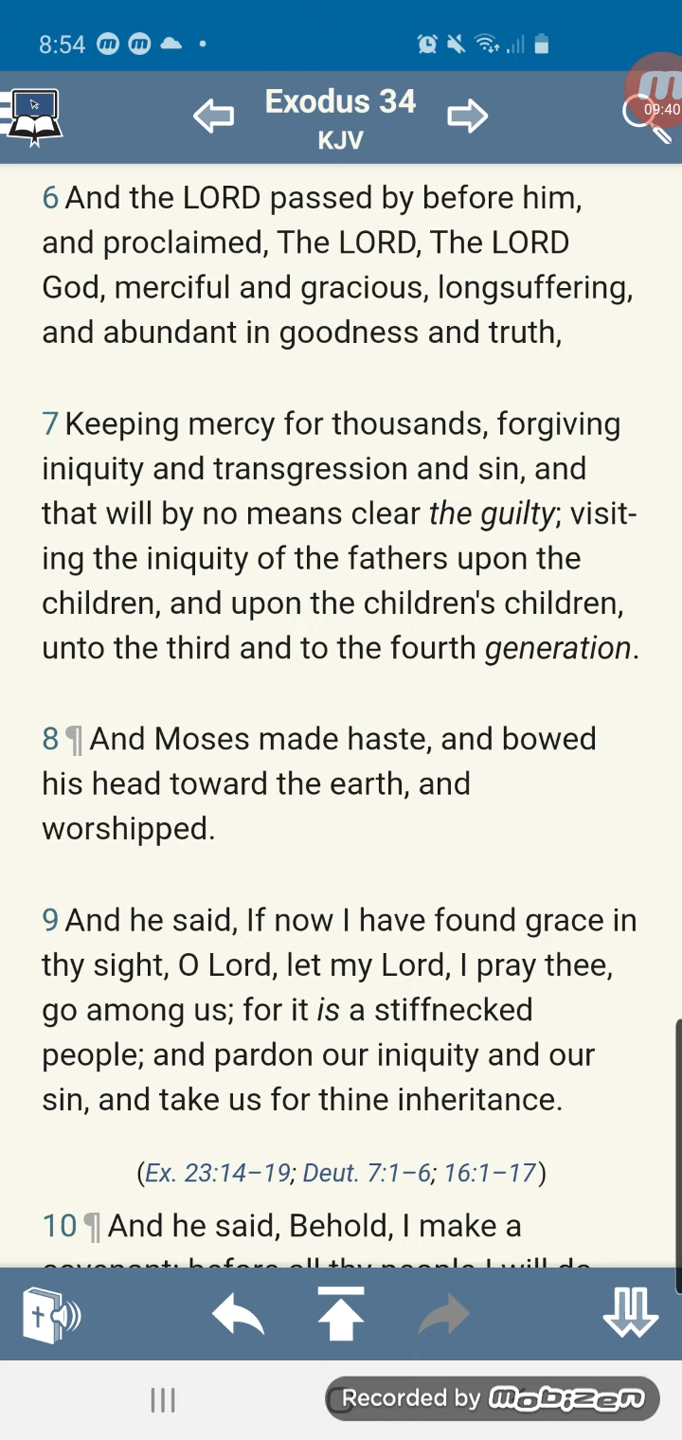 8:54
Exodus 34
KJV
09:40
6 And the LORD passed by before him,
and proclaimed, The LORD, The LORD
God, merciful and gracious, longsuffering,
and abundant in goodness and truth,
7 Keeping mercy for thousands, forgiving
iniquity and transgression and sin, and
that will by no means clear the guilty; visit-
ing the iniquity of the fathers upon the
children, and upon the children's children,
unto the third and to the fourth generation.
8 ¶ And Moses made haste, and bowed
his head toward the earth, and
worshipped.
9 And he said, If now I have found grace in
thy sight, O Lord, let my Lord, I pray thee,
go among us; for it is a stiffnecked
people; and pardon our iniquity and our
sin, and take us for thine inheritance.
(Ex. 23:14–19; Deut. 7:1–6; 16:1–17)
10 ¶ And he said, Behold, I make a
covenant: before all thy people I will do
Recorded by mobizen